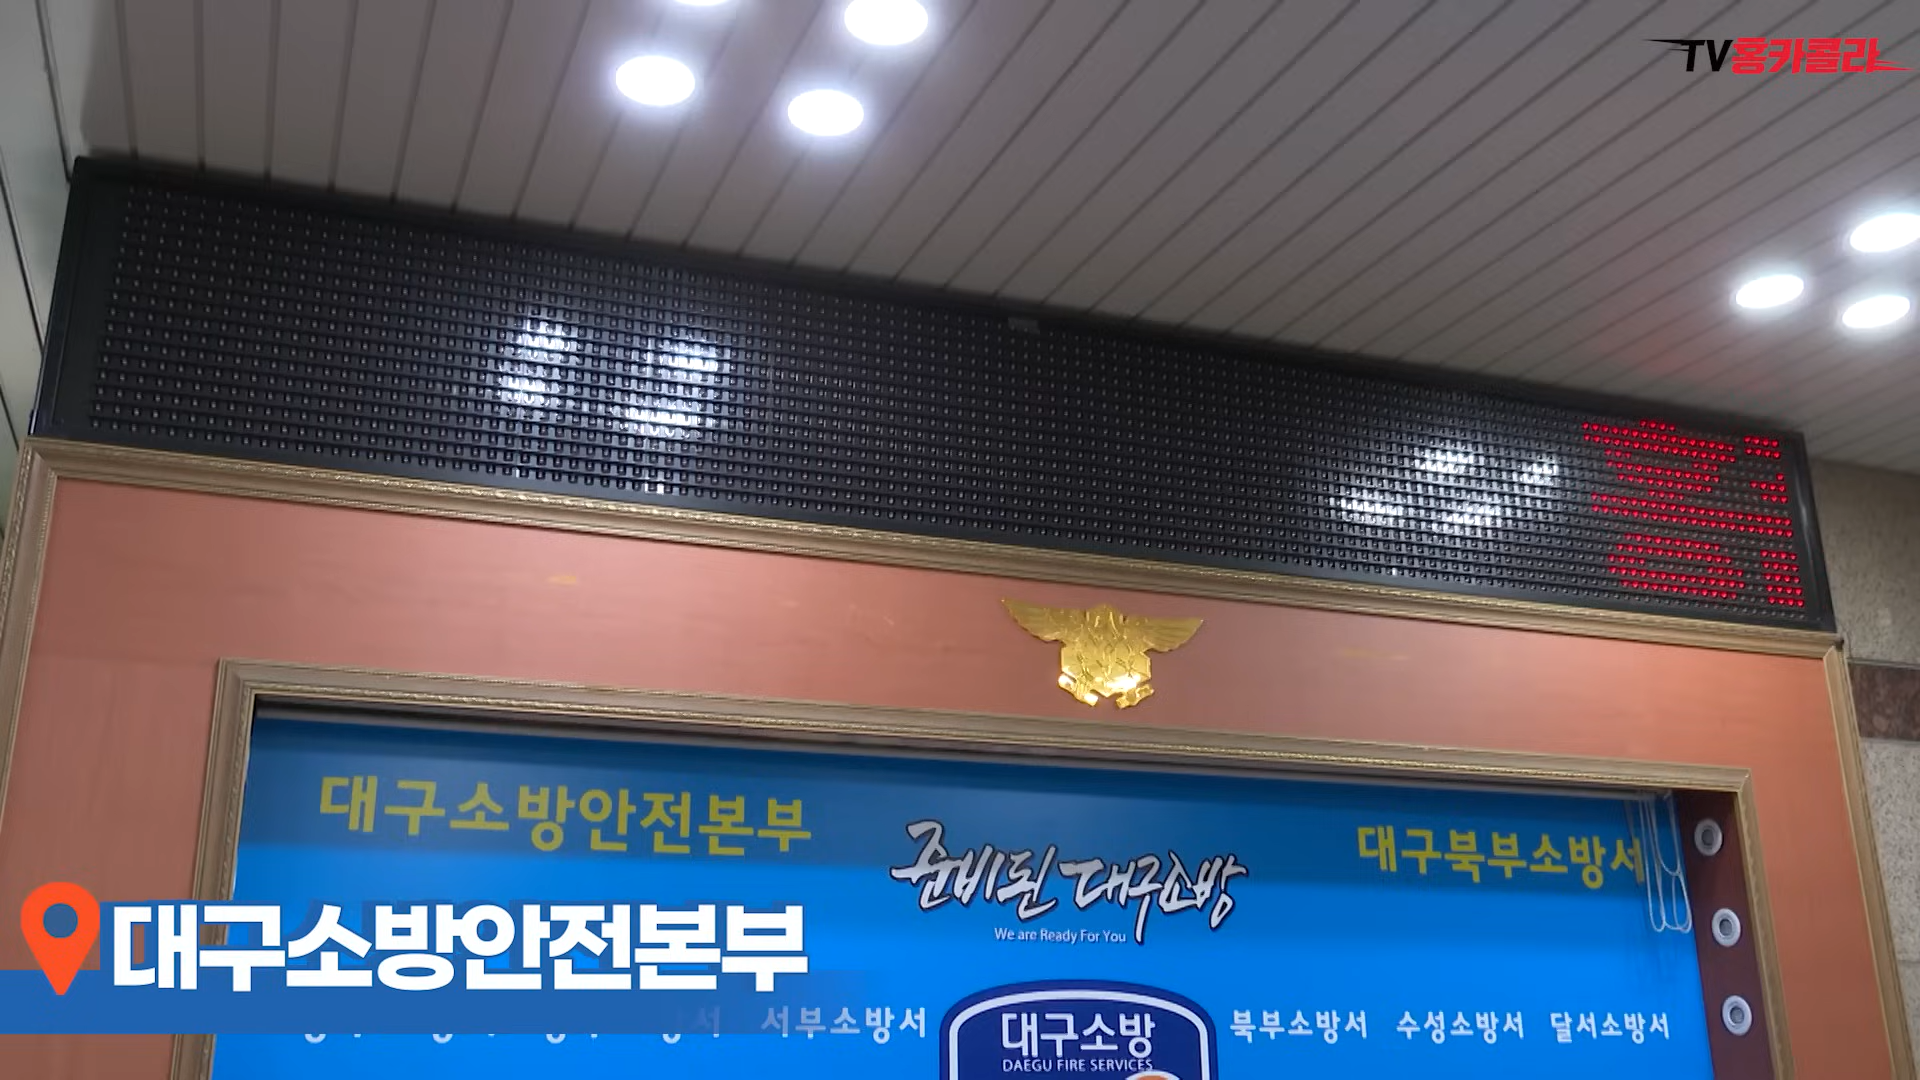 TV홍카콜라
대구소방안전본부
준비된 대구소방
We are Ready For You
대구북부소방서
대구소방안전본부
서부소방서
북부소방서 수성소방서 달서소방서
대구소방
DAEGU FIRE SERVICES